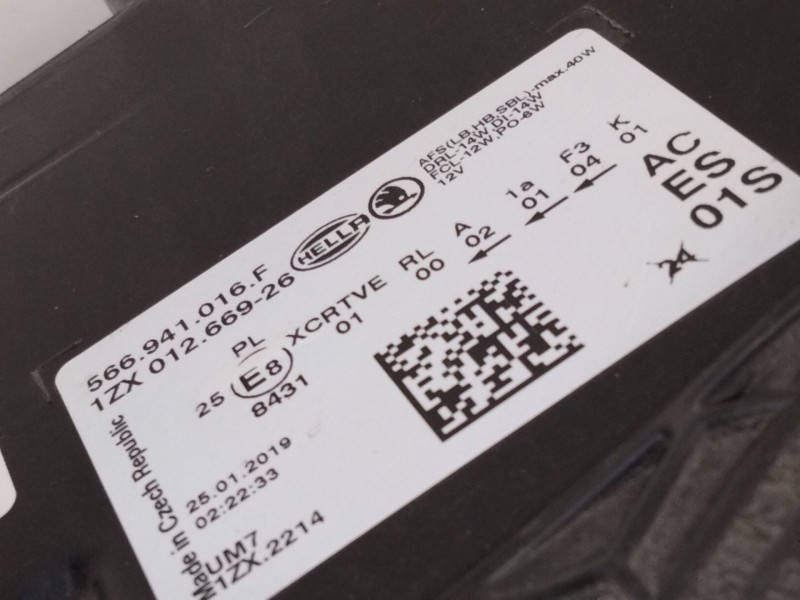 AFS(LB,HB,SBL)-max.40W
DRL-14W,DI-14W
FCL-12W,PO-6W
12V
566.941.016.F HELLA
1ZX 012.669-26
PL XCRTVE RL A 1a F3 K
25 E8 01 00 02 01 04 01
8431
AC
ES
01S
24
Made in Czech Republic
25.01.2019
02:22:33
UM7
1ZX.2214